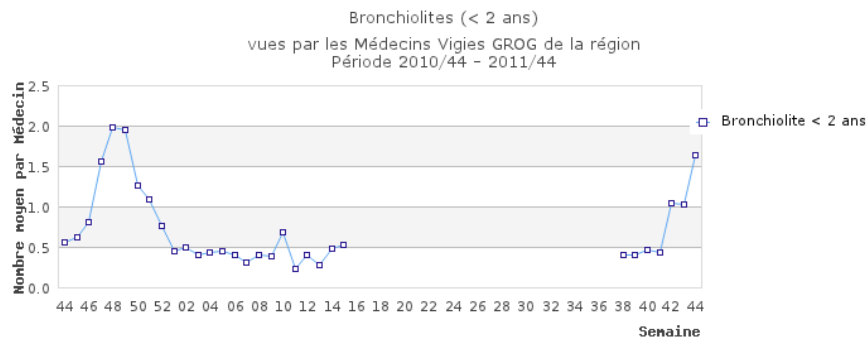 Bronchiolites (< 2 ans)
vues par les Médecins Vigies GROG de la région
Période 2010/44 - 2011/44
Nombre moyen par Médecin
2.5
2.0
1.5
1.0
0.5
0.0
Bronchiolite < 2 ans
44 46 48 50 52 02 04 06 08 10 12 14 16 18 20 22 24 26 28 30 32 34 36 38 40 42 44
Semaine